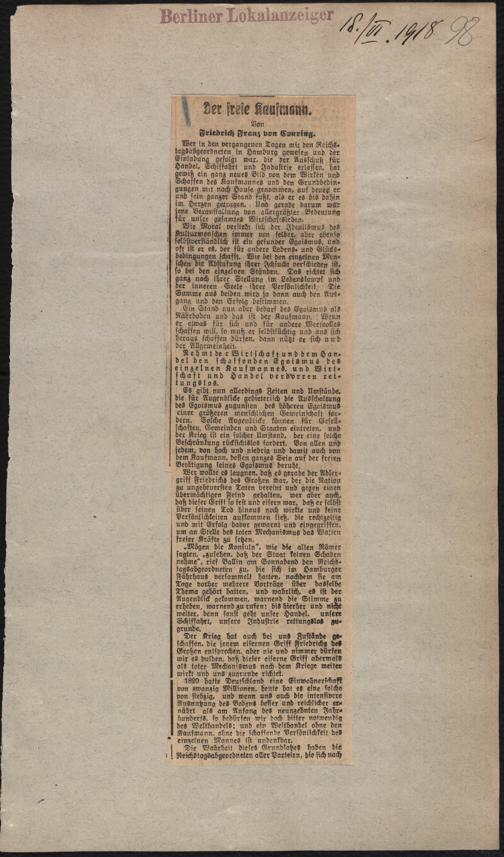 Berliner Lokalanzeiger
18./VI. 1918 98
Der freie Kaufmann.
Von
Friedrich Franz von Conring.
Wer in den vergangenen Tagen mit den Reichs-
tagsabgeordneten in Hamburg gewesen und der
Einladung gefolgt war, die der Ausschuß für
Handel, Schiffahrt und Industrie erlassen, hat
gewiß ein ganz neues Bild von dem Wirken und
Schaffen des Kaufmannes und den Grundbedin-
gungen mit nach Hause genommen, auf denen er
und sein ganzer Stand fußt, als er es bis dahin
im Herzen getragen. Und gerade darum war
jene Veranstaltung von allergrößter Bedeutung
für unser gesamtes Wirtschaftsleben.
Wie Moral versteht sich der Idealismus des
Kulturmenschen immer von selber, aber ebenso
selbstverständlich ist ein gesunder Egoismus, und
oft ist er es, der für andere Lebens- und Glücks-
bedingungen schafft. Wie bei den einzelnen Men-
schen die Abstufung ihrer Ichsucht verschieden ist,
so bei den einzelnen Ständen. Das richtet sich
ganz nach ihrer Stellung im Lebenskampf und
der inneren Seele ihrer Persönlichkeit. Die
Summe aus beiden wird ja dann auch den Aus-
gang und den Erfolg bestimmen.
Ein Stand nun aber bedarf des Egoismus als
Nährboden und das ist der Kaufmann. Wenn
er etwas für sich und für andere Wertvolles
schaffen will, so muß er selbsttüchtig und aus sich
heraus schaffen dürfen, dann nützt er sich und
der Allgemeinheit.
Nehmt der Wirtschaft und dem Han-
del den schaffenden Egoismus des
einzelnen Kaufmannes, und Wirt-
schaft und Handel verdorren ret-
tungslos.
Es gibt nun allerdings Zeiten und Umstände,
die für Augenblicke gebieterisch die Ausschaltung
des Egoismus zugunsten des höheren Egoismus
einer größeren menschlichen Gemeinschaft for-
dern. Solche Augenblicke können für Gesell-
schaften, Gemeinden und Staaten eintreten, und
der Krieg ist ein solcher Umstand, der eine solche
Beschränkung rücksichtslos fordert. Von allen und
jedem, von hoch und niedrig und damit auch von
dem Kaufmann, dessen ganzes Sein auf der freien
Betätigung seines Egoismus beruht.
Wer wollte es leugnen, daß es gerade der Adler-
griff Friedrichs des Großen war, der die Nation
zu ungeheuersten Taten vereint und gegen einen
übermächtigen Feind gehalten, wer aber auch,
daß dieser Griff so fest und eisern war, daß er selbst
über seinen Tod hinaus noch wirkte und keine
Persönlichkeiten aufkommen ließ, die rechtzeitig
und mit Erfolg davor gewarnt und eingegriffen,
um an Stelle des toten Mechanismus das Walten
freier Kräfte zu setzen.
„Mögen die Konsuln", wie die alten Römer
sagten, „zusehen, daß der Staat keinen Schaden
nehme", rief Ballin am Sonnabend den Reichs-
tagsabgeordneten zu, die sich im Hamburger
Fährhaus versammelt hatten, nachdem sie am
Tage vorher mehrere Vorträge über dasselbe
Thema gehört hatten, und wahrlich, es ist der
Augenblick gekommen, warnend die Stimme zu
erheben, warnend zu rufen: bis hierher und nicht
weiter, denn sonst geht unser Handel, unsere
Schiffahrt, unsere Industrie rettungslos zu-
grunde.
Der Krieg hat auch bei uns Zustände ge-
schaffen, die jenem eisernen Griff Friedrichs des
Großen entsprechen, aber nie und nimmer dürfen
wir es dulden, daß dieser eiserne Griff abermals
als toter Mechanismus nach dem Kriege weiter
wirkt und uns zugrunde richtet.
1820 hatte Deutschland eine Einwohnerschaft
von zwanzig Millionen, heute hat es eine solche
von siebzig, und wenn uns auch die intensivere
Ausnutzung des Bodens besser und reichlicher er-
nährt als am Anfang des neunzehnten Jahr-
hunderts, so bedürfen wir doch bitter notwendig
des Welthandels; und ein Welthandel ohne den
Kaufmann, ohne die schaffende Persönlichkeit des
einzelnen Mannes ist undenkbar.
Die Wahrheit dieses Grundsatzes haben die
Reichstagsabgeordneten aller Parteien, die sich nach